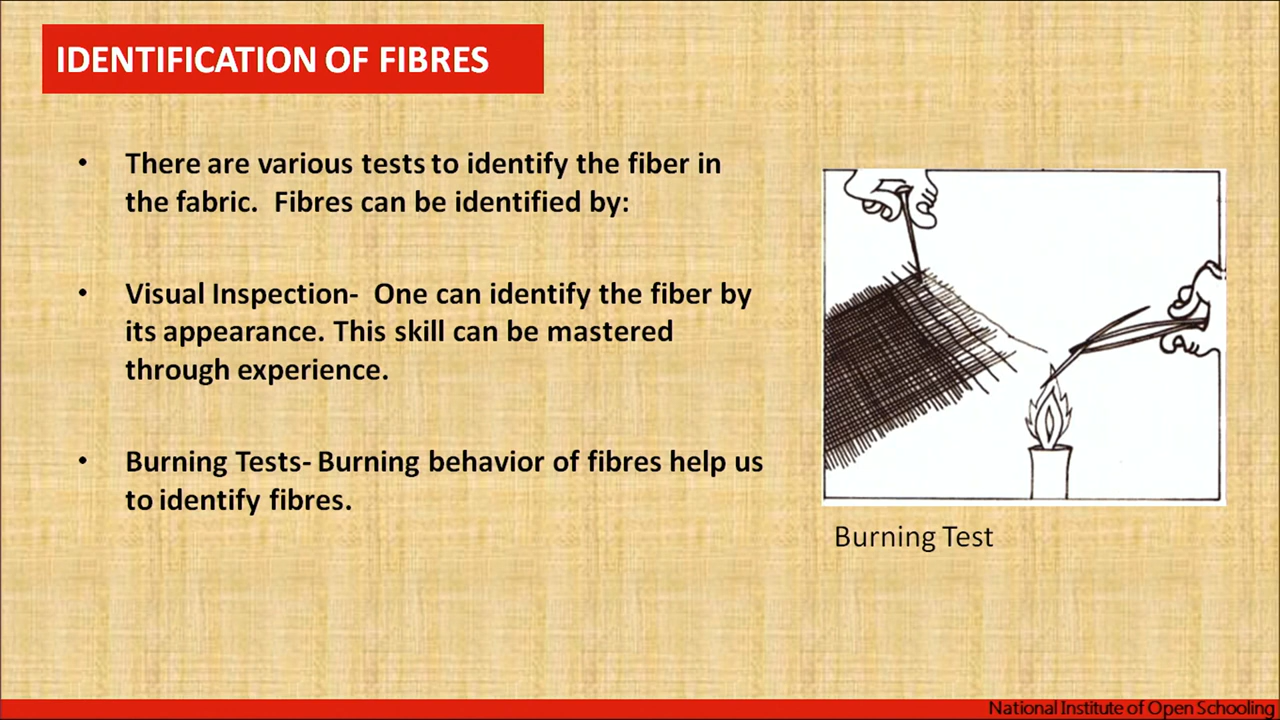 IDENTIFICATION OF FIBRES
• There are various tests to identify the fiber in
the fabric. Fibres can be identified by:
• Visual Inspection- One can identify the fiber by
its appearance. This skill can be mastered
through experience.
• Burning Tests- Burning behavior of fibres help us
to identify fibres.
Burning Test
National Institute of Open Schooling